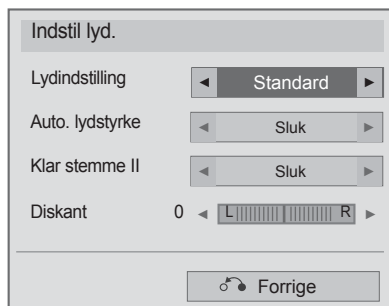 Indstil lyd.
Lydindstilling ◄ Standard ►
Auto. lydstyrke ◄ Sluk ►
Klar stemme II ◄ Sluk ►
Diskant 0 ◄ L R ►
Forrige